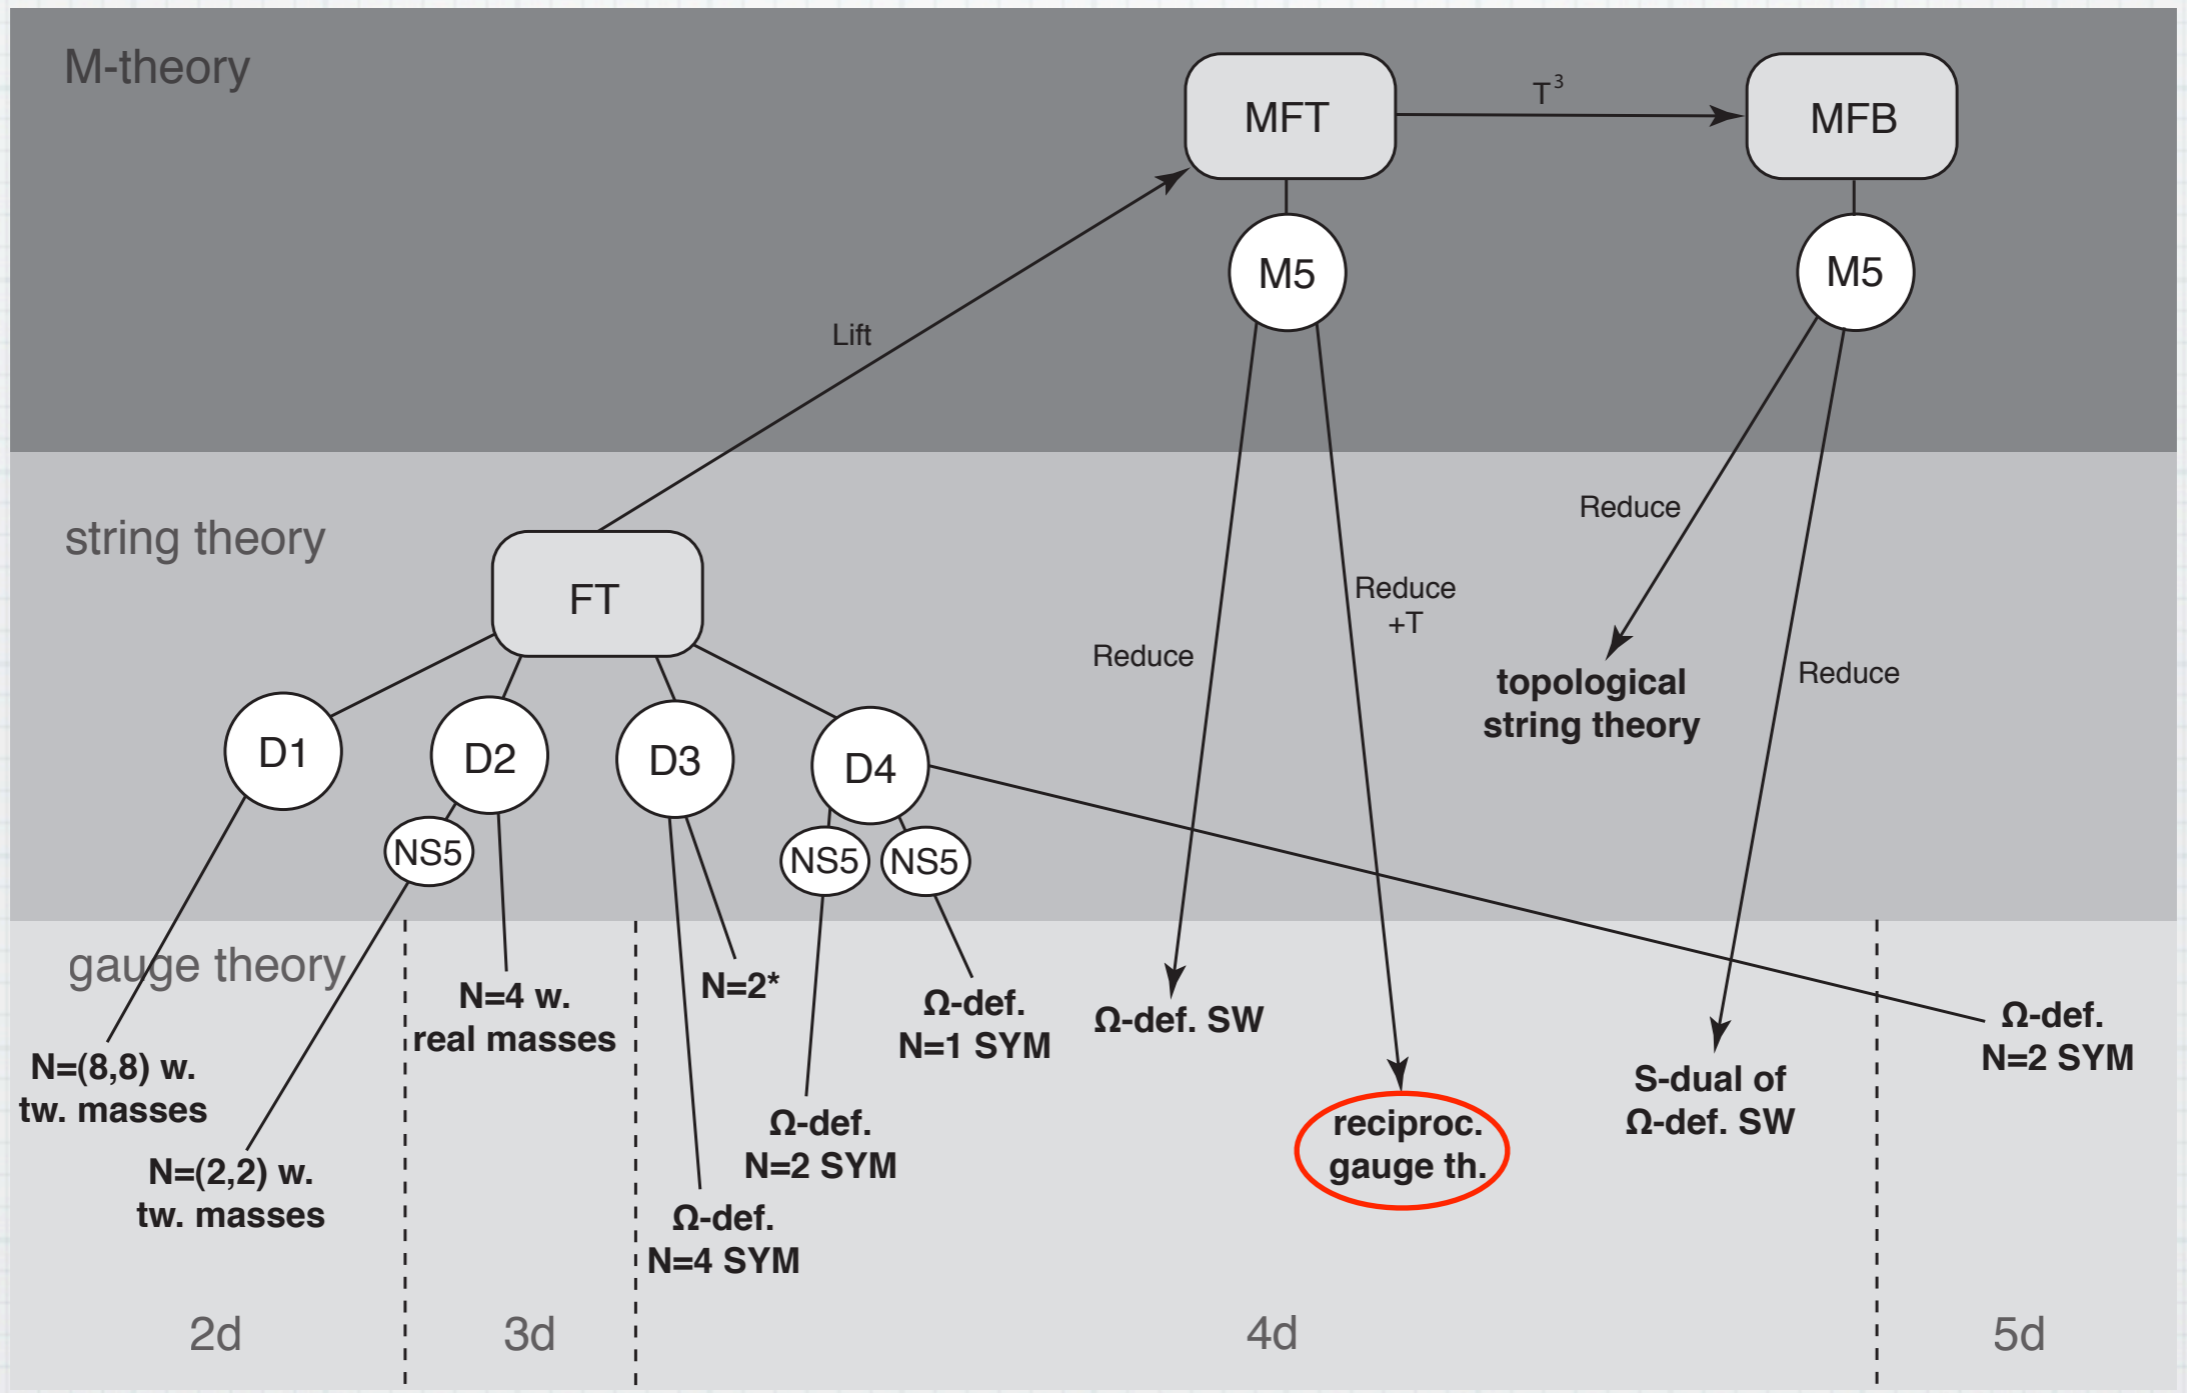 M-theory
MFT
T³
MFB
M5
M5
Lift
string theory
FT
Reduce
Reduce
+T
Reduce
Reduce
topological
string theory
D1
D2
D3
D4
NS5
NS5
NS5
gauge theory
N=(8,8) w.
tw. masses
N=(2,2) w.
tw. masses
N=4 w.
real masses
N=2*
Ω-def.
N=4 SYM
Ω-def.
N=2 SYM
Ω-def.
N=1 SYM
Ω-def. SW
reciproc.
gauge th.
S-dual of
Ω-def. SW
Ω-def.
N=2 SYM
2d
3d
4d
5d